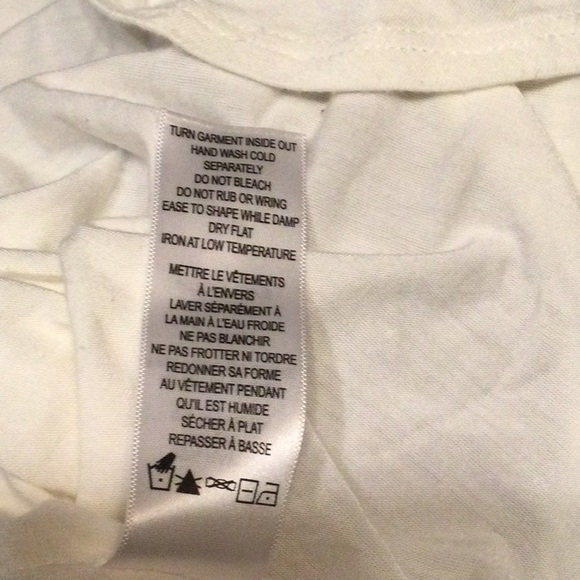 TURN GARMENT INSIDE OUT
HAND WASH COLD
SEPARATELY
DO NOT BLEACH
DO NOT RUB OR WRING
EASE TO SHAPE WHILE DAMP
DRY FLAT
IRON AT LOW TEMPERATURE
METTRE LE VÊTEMENTS
À L'ENVERS
LAVER SÉPARÉMENT À
LA MAIN À L'EAU FROIDE
NE PAS BLANCHIR
NE PAS FROTTER NI TORDRE
REDONNER SA FORME
AU VÊTEMENT PENDANT
QU'IL EST HUMIDE
SÉCHER À PLAT
REPASSER À BASSE